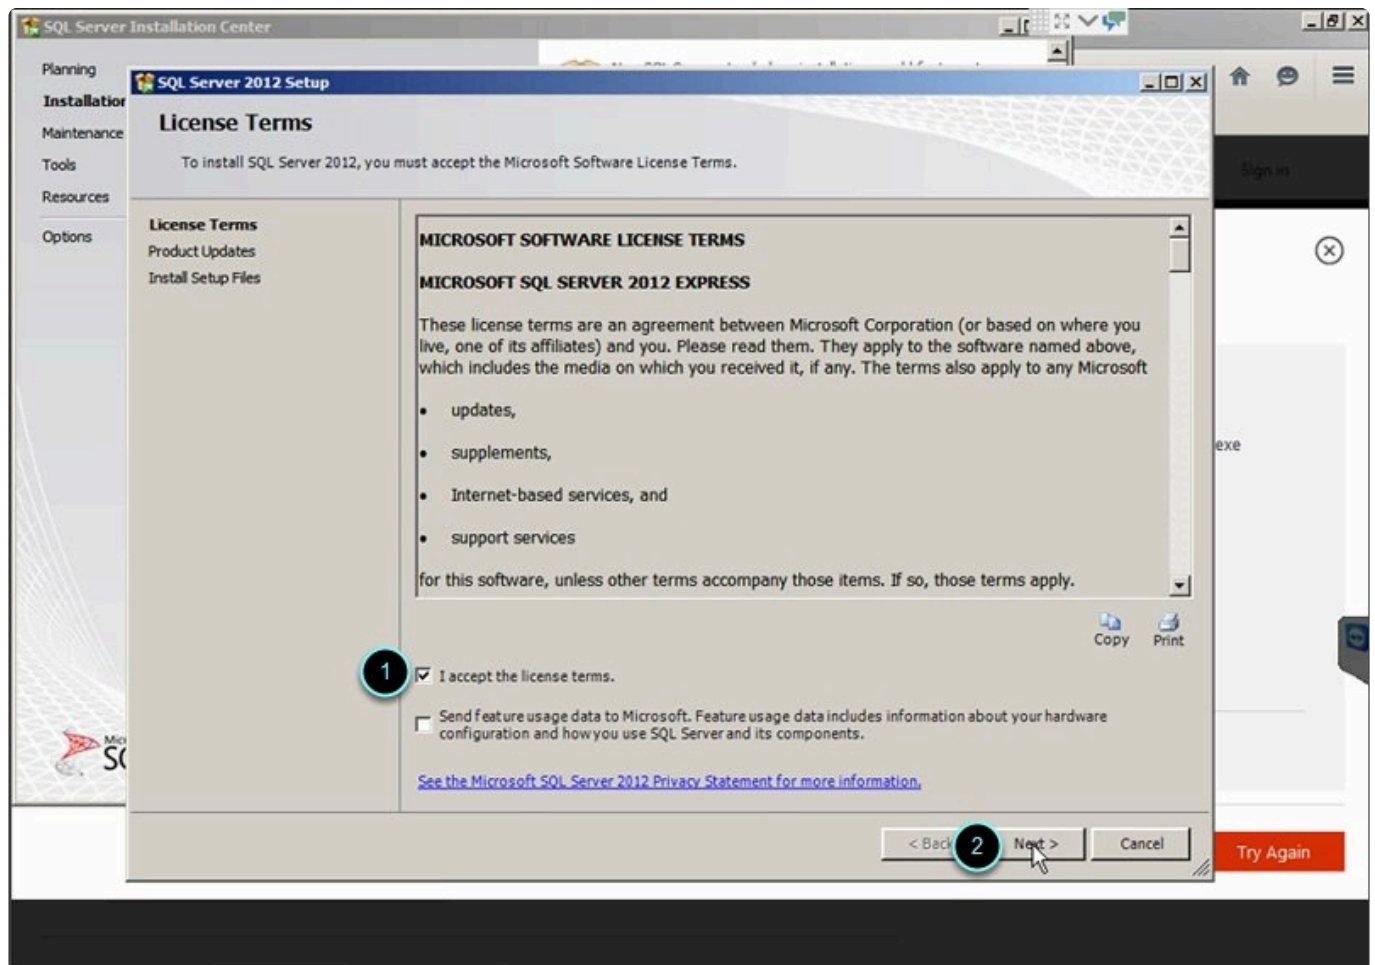 SQL Server Installation Center
Planning
Installation
Maintenance
Tools
Resources
Options
Sign in
SQL Server 2012 Setup
License Terms
To install SQL Server 2012, you must accept the Microsoft Software License Terms.
License Terms
Product Updates
Install Setup Files
MICROSOFT SOFTWARE LICENSE TERMS
MICROSOFT SQL SERVER 2012 EXPRESS
These license terms are an agreement between Microsoft Corporation (or based on where you
live, one of its affiliates) and you. Please read them. They apply to the software named above,
which includes the media on which you received it, if any. The terms also apply to any Microsoft
• updates,
• supplements,
• Internet-based services, and
• support services
for this software, unless other terms accompany those items. If so, those terms apply.
exe
Copy Print
1
I accept the license terms.
Send feature usage data to Microsoft. Feature usage data includes information about your hardware
configuration and how you use SQL Server and its components.
See the Microsoft SQL Server 2012 Privacy Statement for more information.
< Back
2
Next >
Cancel
Try Again